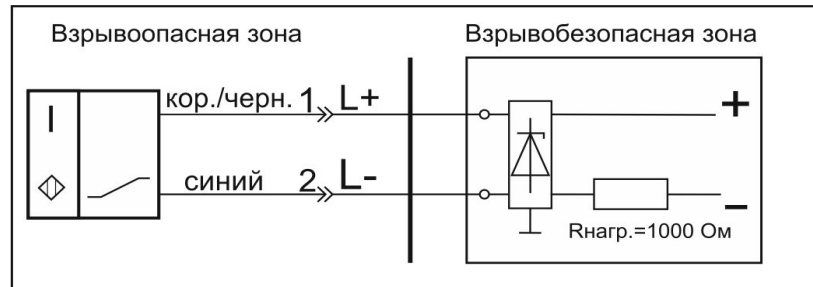 Взрывоопасная зона
Взрывобезопасная зона
кор./черн. 1 L+
+
синий 2 L-
−
Rнагр.=1000 Ом